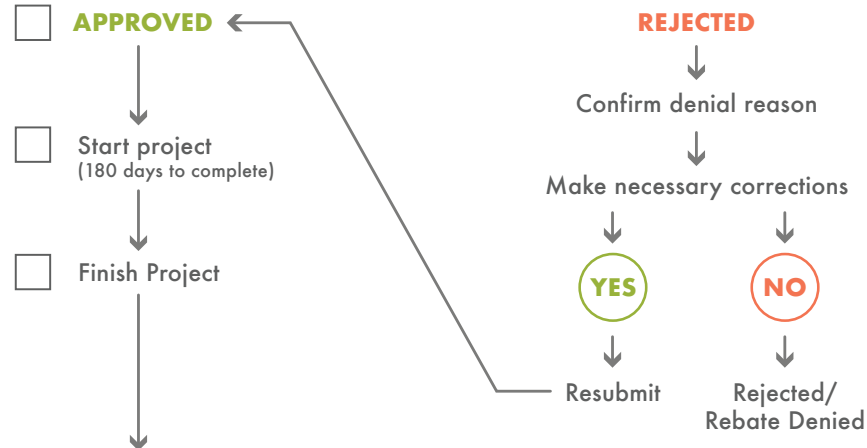 APPROVED
Start project
(180 days to complete)
Finish Project
REJECTED
Confirm denial reason
Make necessary corrections
YES
NO
Resubmit
Rejected/
Rebate Denied